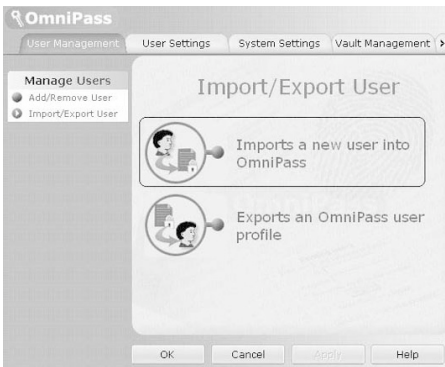 OmniPass
User Management User Settings System Settings Vault Management
Manage Users
Add/Remove User
Import/Export User
Import/Export User
Imports a new user into
OmniPass
Exports an OmniPass user
profile
OK Cancel Apply Help